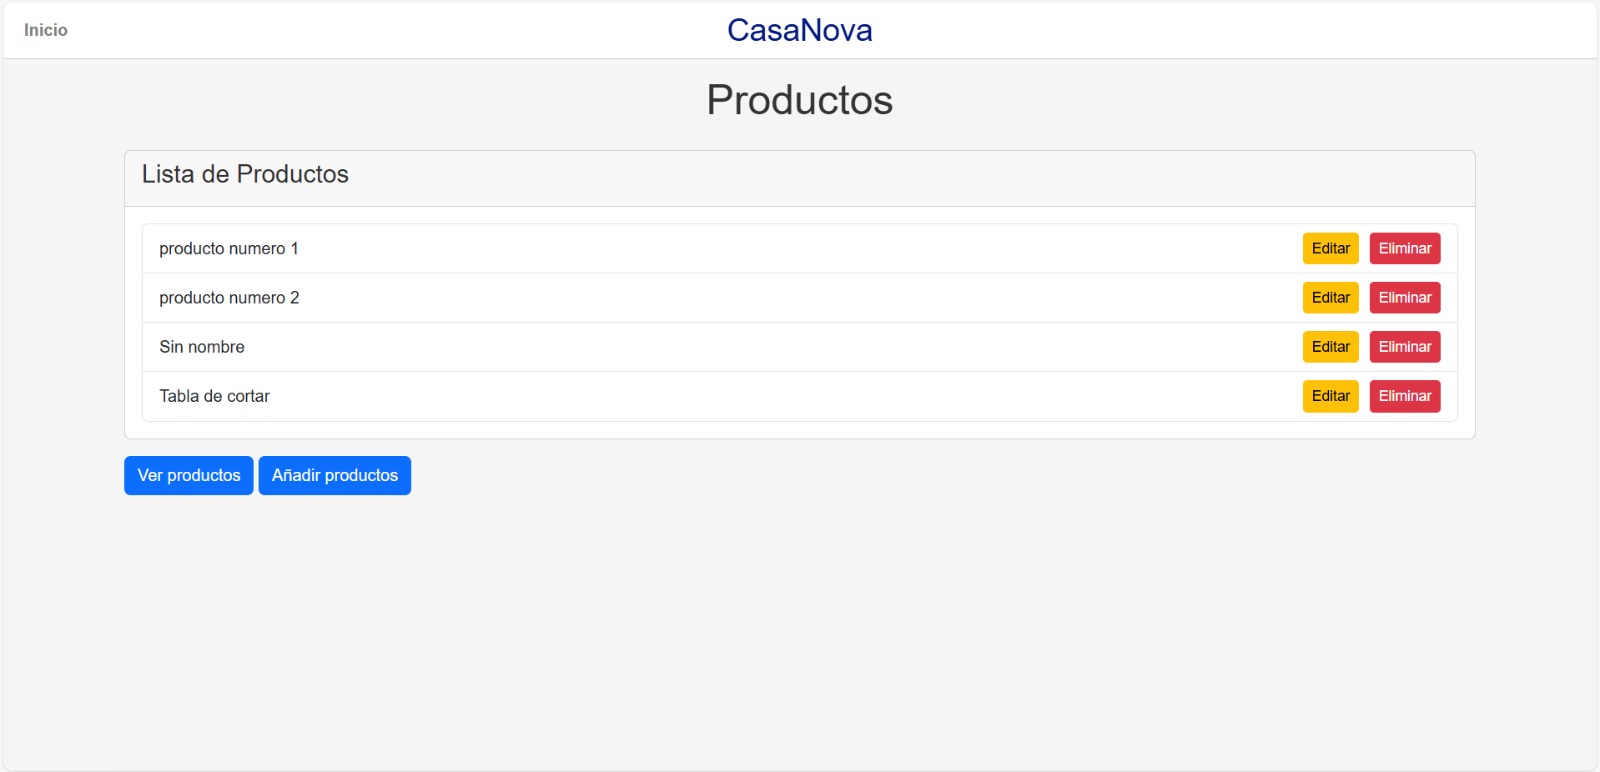 Inicio
CasaNova
Productos
Lista de Productos
producto numero 1
Editar
Eliminar
producto numero 2
Editar
Eliminar
Sin nombre
Editar
Eliminar
Tabla de cortar
Editar
Eliminar
Ver productos
Añadir productos